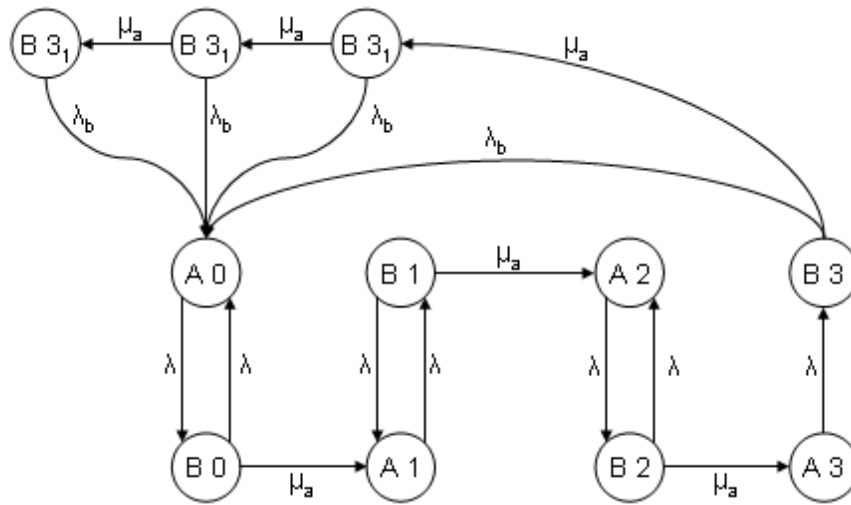 μa μa μa
B 3₁ B 3₁ B 3₁
λb λb λb λb
A 0 B 1 μa A 2 B 3
λ λ λ λ λ λ λ
B 0 μa A 1 B 2 μa A 3